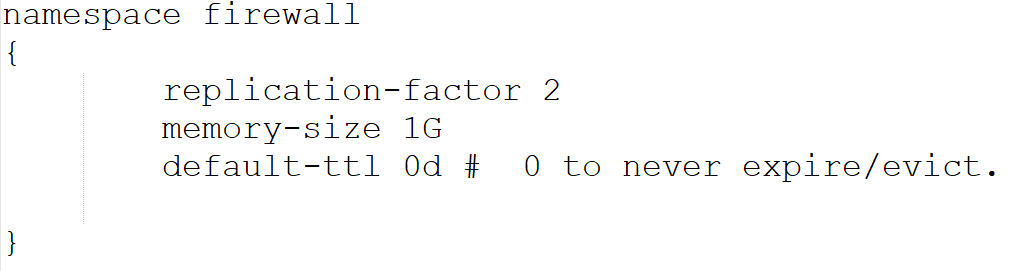 namespace firewall
{
replication-factor 2
memory-size 1G
default-ttl 0d #  0 to never expire/evict.
}